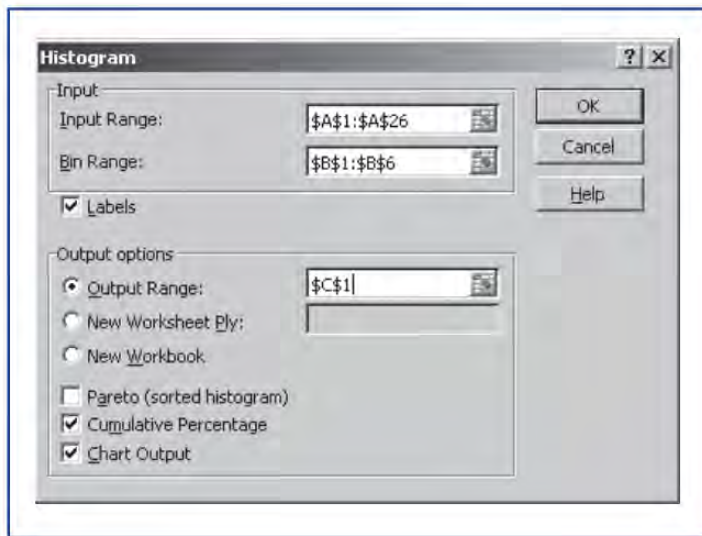 Histogram
Input
Input Range: $A$1:$A$26
Bin Range: $B$1:$B$6
Labels
OK
Cancel
Help
Output options
Output Range: $C$1
New Worksheet Ply:
New Workbook
Pareto (sorted histogram)
Cumulative Percentage
Chart Output